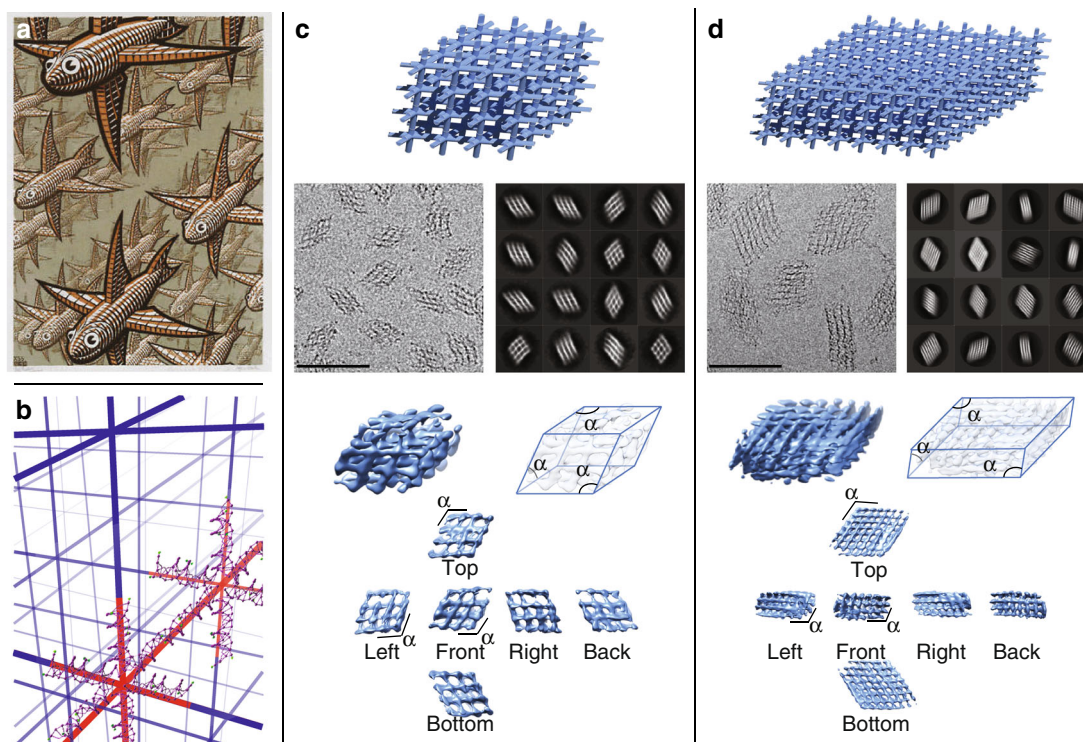 a
b
c
α
α
α
α
Top
α
α
Left Front Right Back
Bottom
d
α
α
α
α
Top
α
α
Left Front Right Back
Bottom